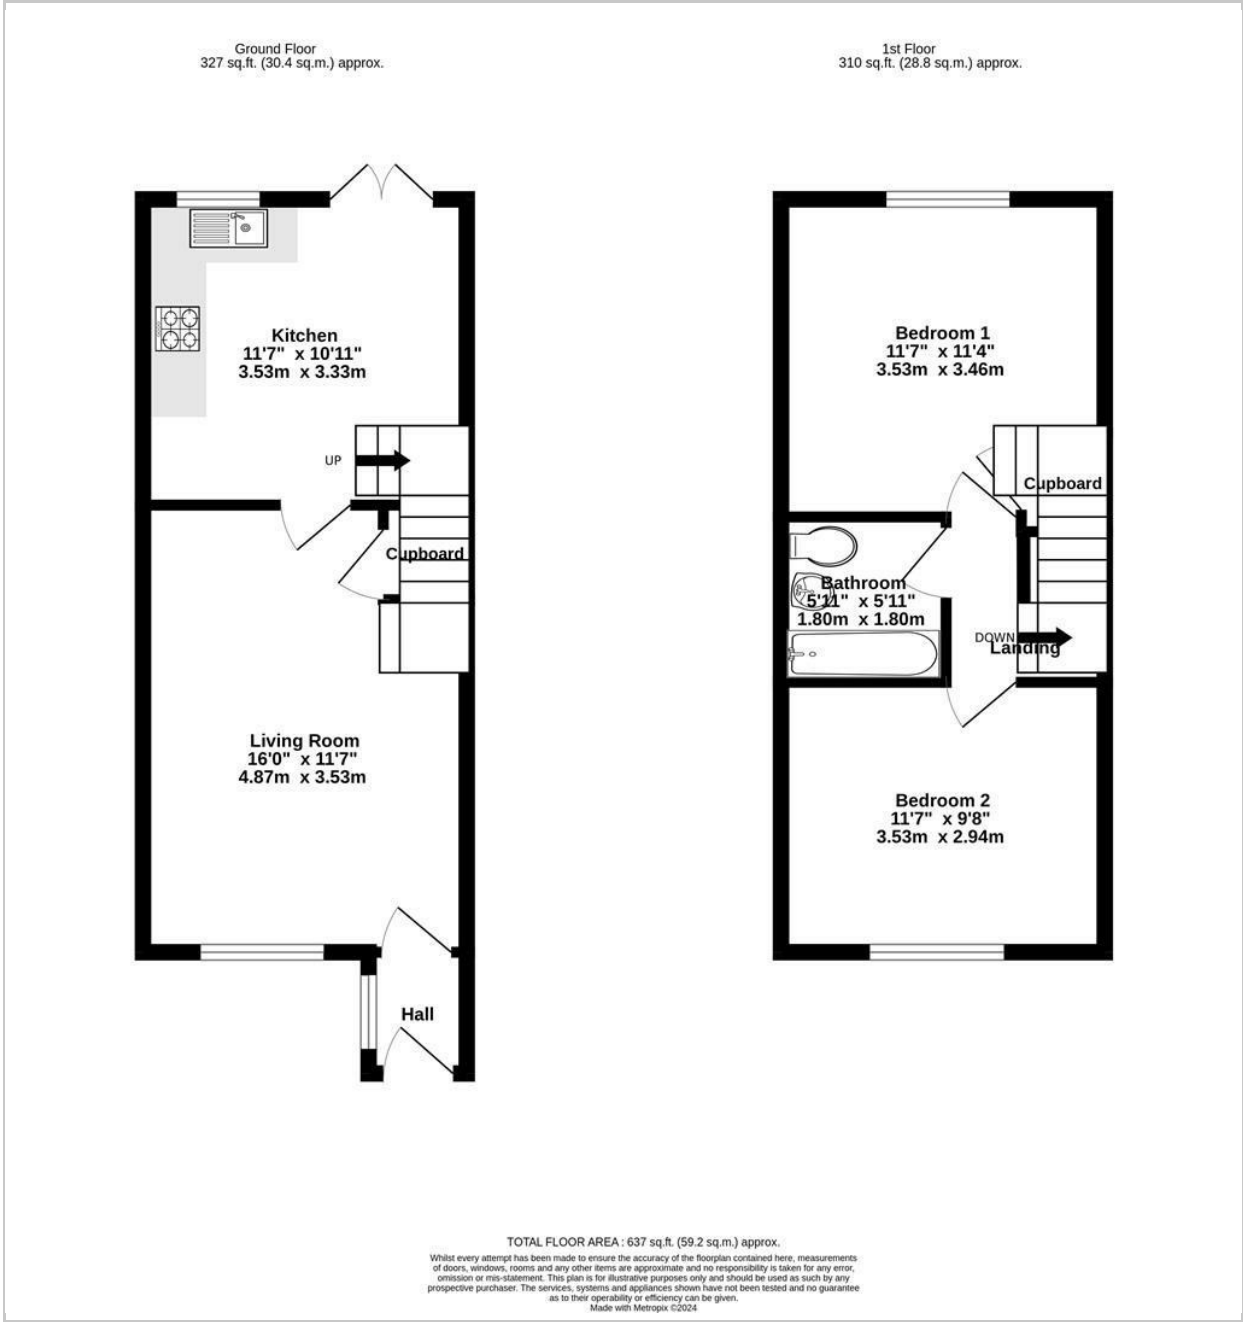 Ground Floor
327 sq.ft. (30.4 sq.m.) approx.
1st Floor
310 sq.ft. (28.8 sq.m.) approx.
Kitchen
11'7" x 10'11"
3.53m x 3.33m
UP
Cupboard
Living Room
16'0" x 11'7"
4.87m x 3.53m
Hall
Bedroom 1
11'7" x 11'4"
3.53m x 3.46m
Cupboard
Bathroom
5'11" x 5'11"
1.80m x 1.80m
DOWN
Landing
Bedroom 2
11'7" x 9'8"
3.53m x 2.94m
TOTAL FLOOR AREA : 637 sq.ft. (59.2 sq.m.) approx.
Whilst every attempt has been made to ensure the accuracy of the floorplan contained here, measurements
of doors, windows, rooms and any other items are approximate and no responsibility is taken for any error,
omission or mis-statement. This plan is for illustrative purposes only and should be used as such by any
prospective purchaser. The services, systems and appliances shown have not been tested and no guarantee
as to their operability or efficiency can be given.
Made with Metropix ©2024